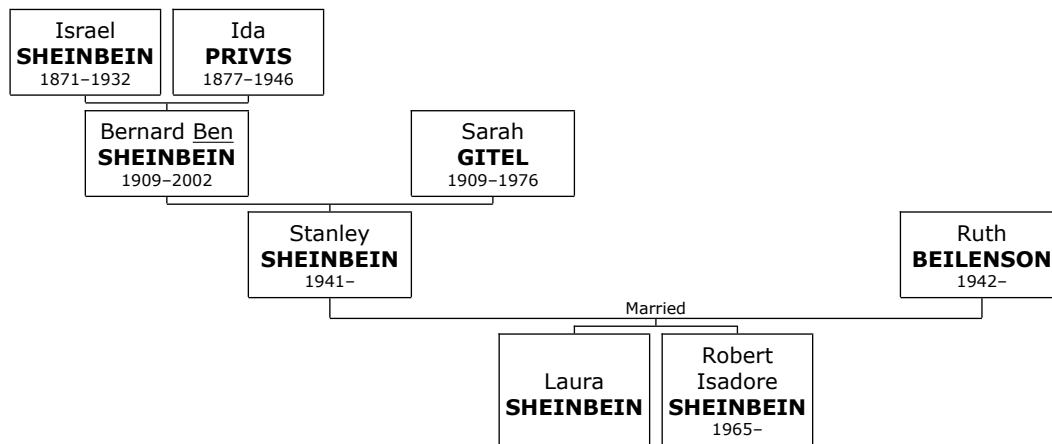 Israel
SHEINBEIN
1871–1932
Ida
PRIVIS
1877–1946
Bernard Ben
SHEINBEIN
1909–2002
Sarah
GITEL
1909–1976
Stanley
SHEINBEIN
1941–
Ruth
BEILENSON
1942–
Married
Laura
SHEINBEIN
Robert
Isadore
SHEINBEIN
1965–